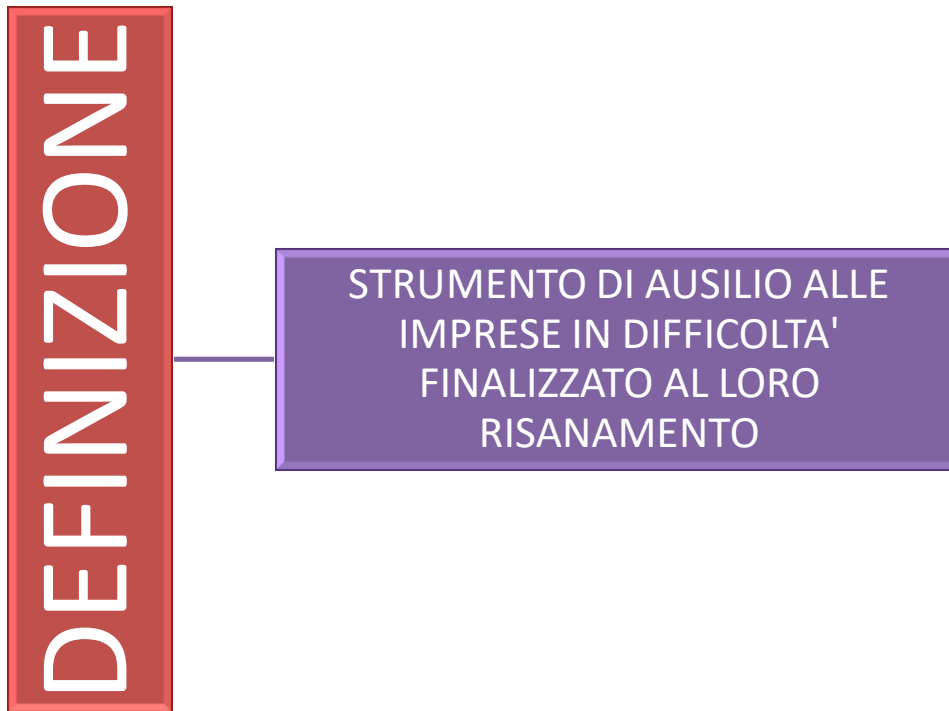 DEFINIZIONE
STRUMENTO DI AUSILIO ALLE
IMPRESE IN DIFFICOLTA'
FINALIZZATO AL LORO
RISANAMENTO